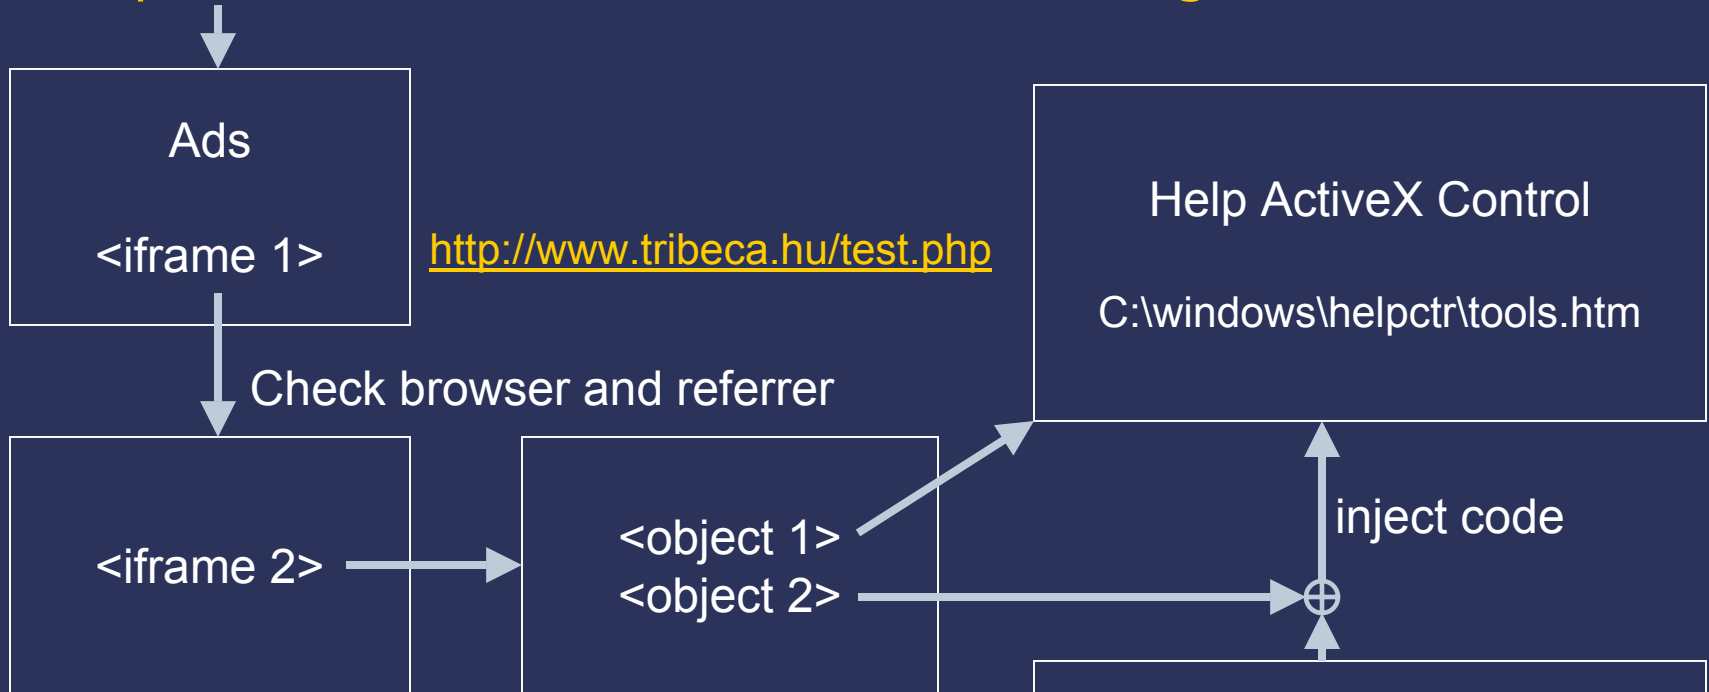 Ads
<iframe 1>
http://www.tribeca.hu/test.php
Help ActiveX Control
C:\windows\helpctr\tools.htm
Check browser and referrer
<iframe 2>
<object 1>
<object 2>
inject code